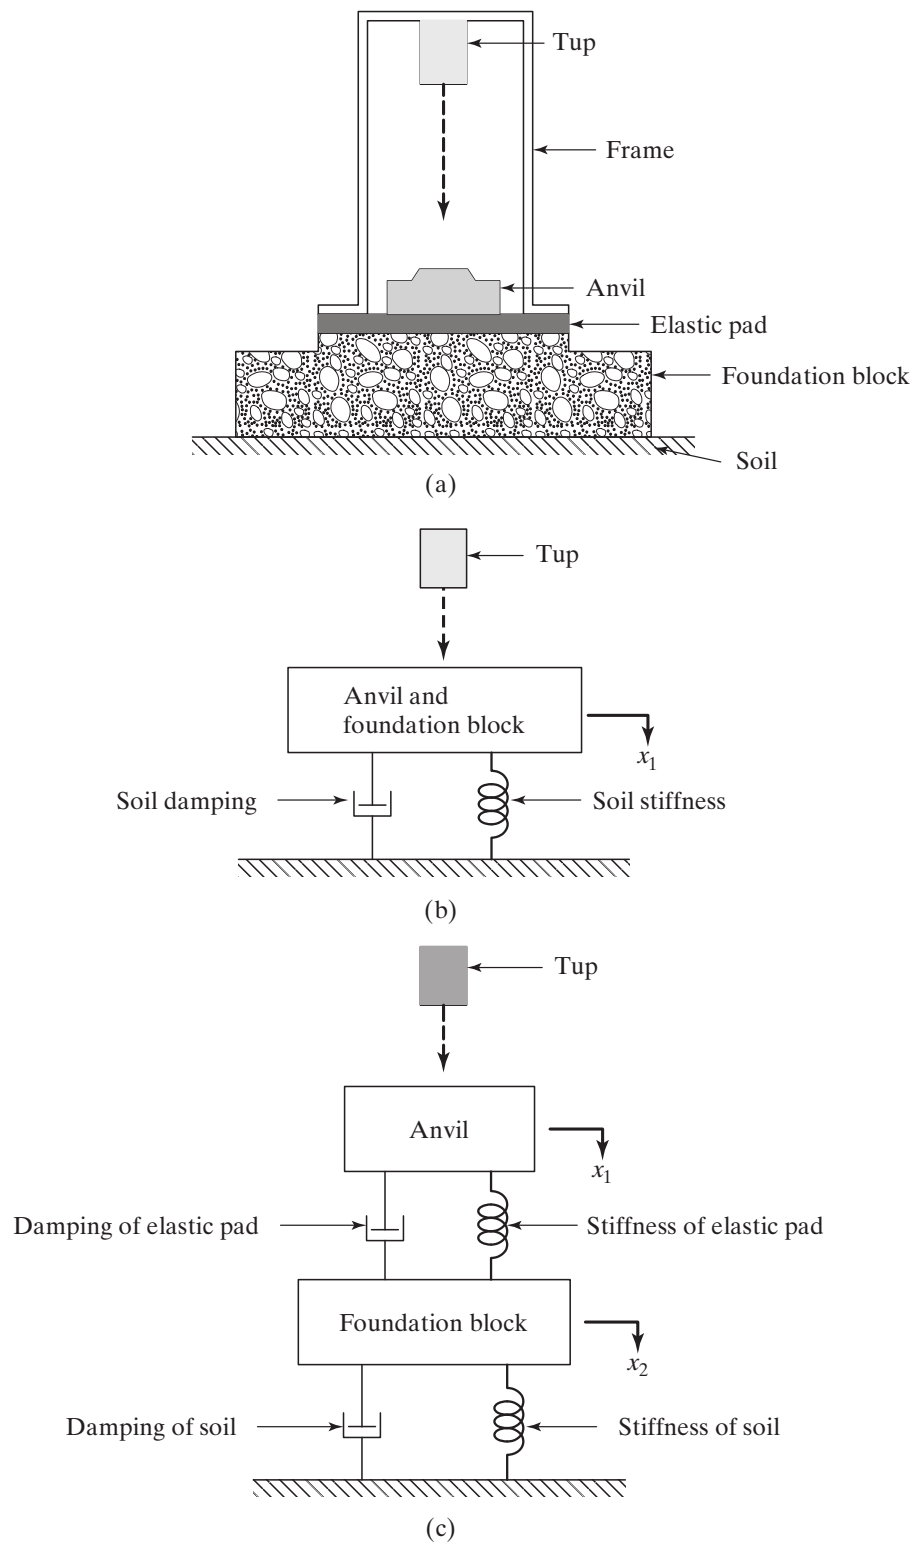 Tup
Frame
Anvil
Elastic pad
Foundation block
Soil
(a)
Tup
Anvil and
foundation block
x₁
Soil damping
Soil stiffness
(b)
Tup
Anvil
x₁
Damping of elastic pad
Stiffness of elastic pad
Foundation block
x₂
Damping of soil
Stiffness of soil
(c)